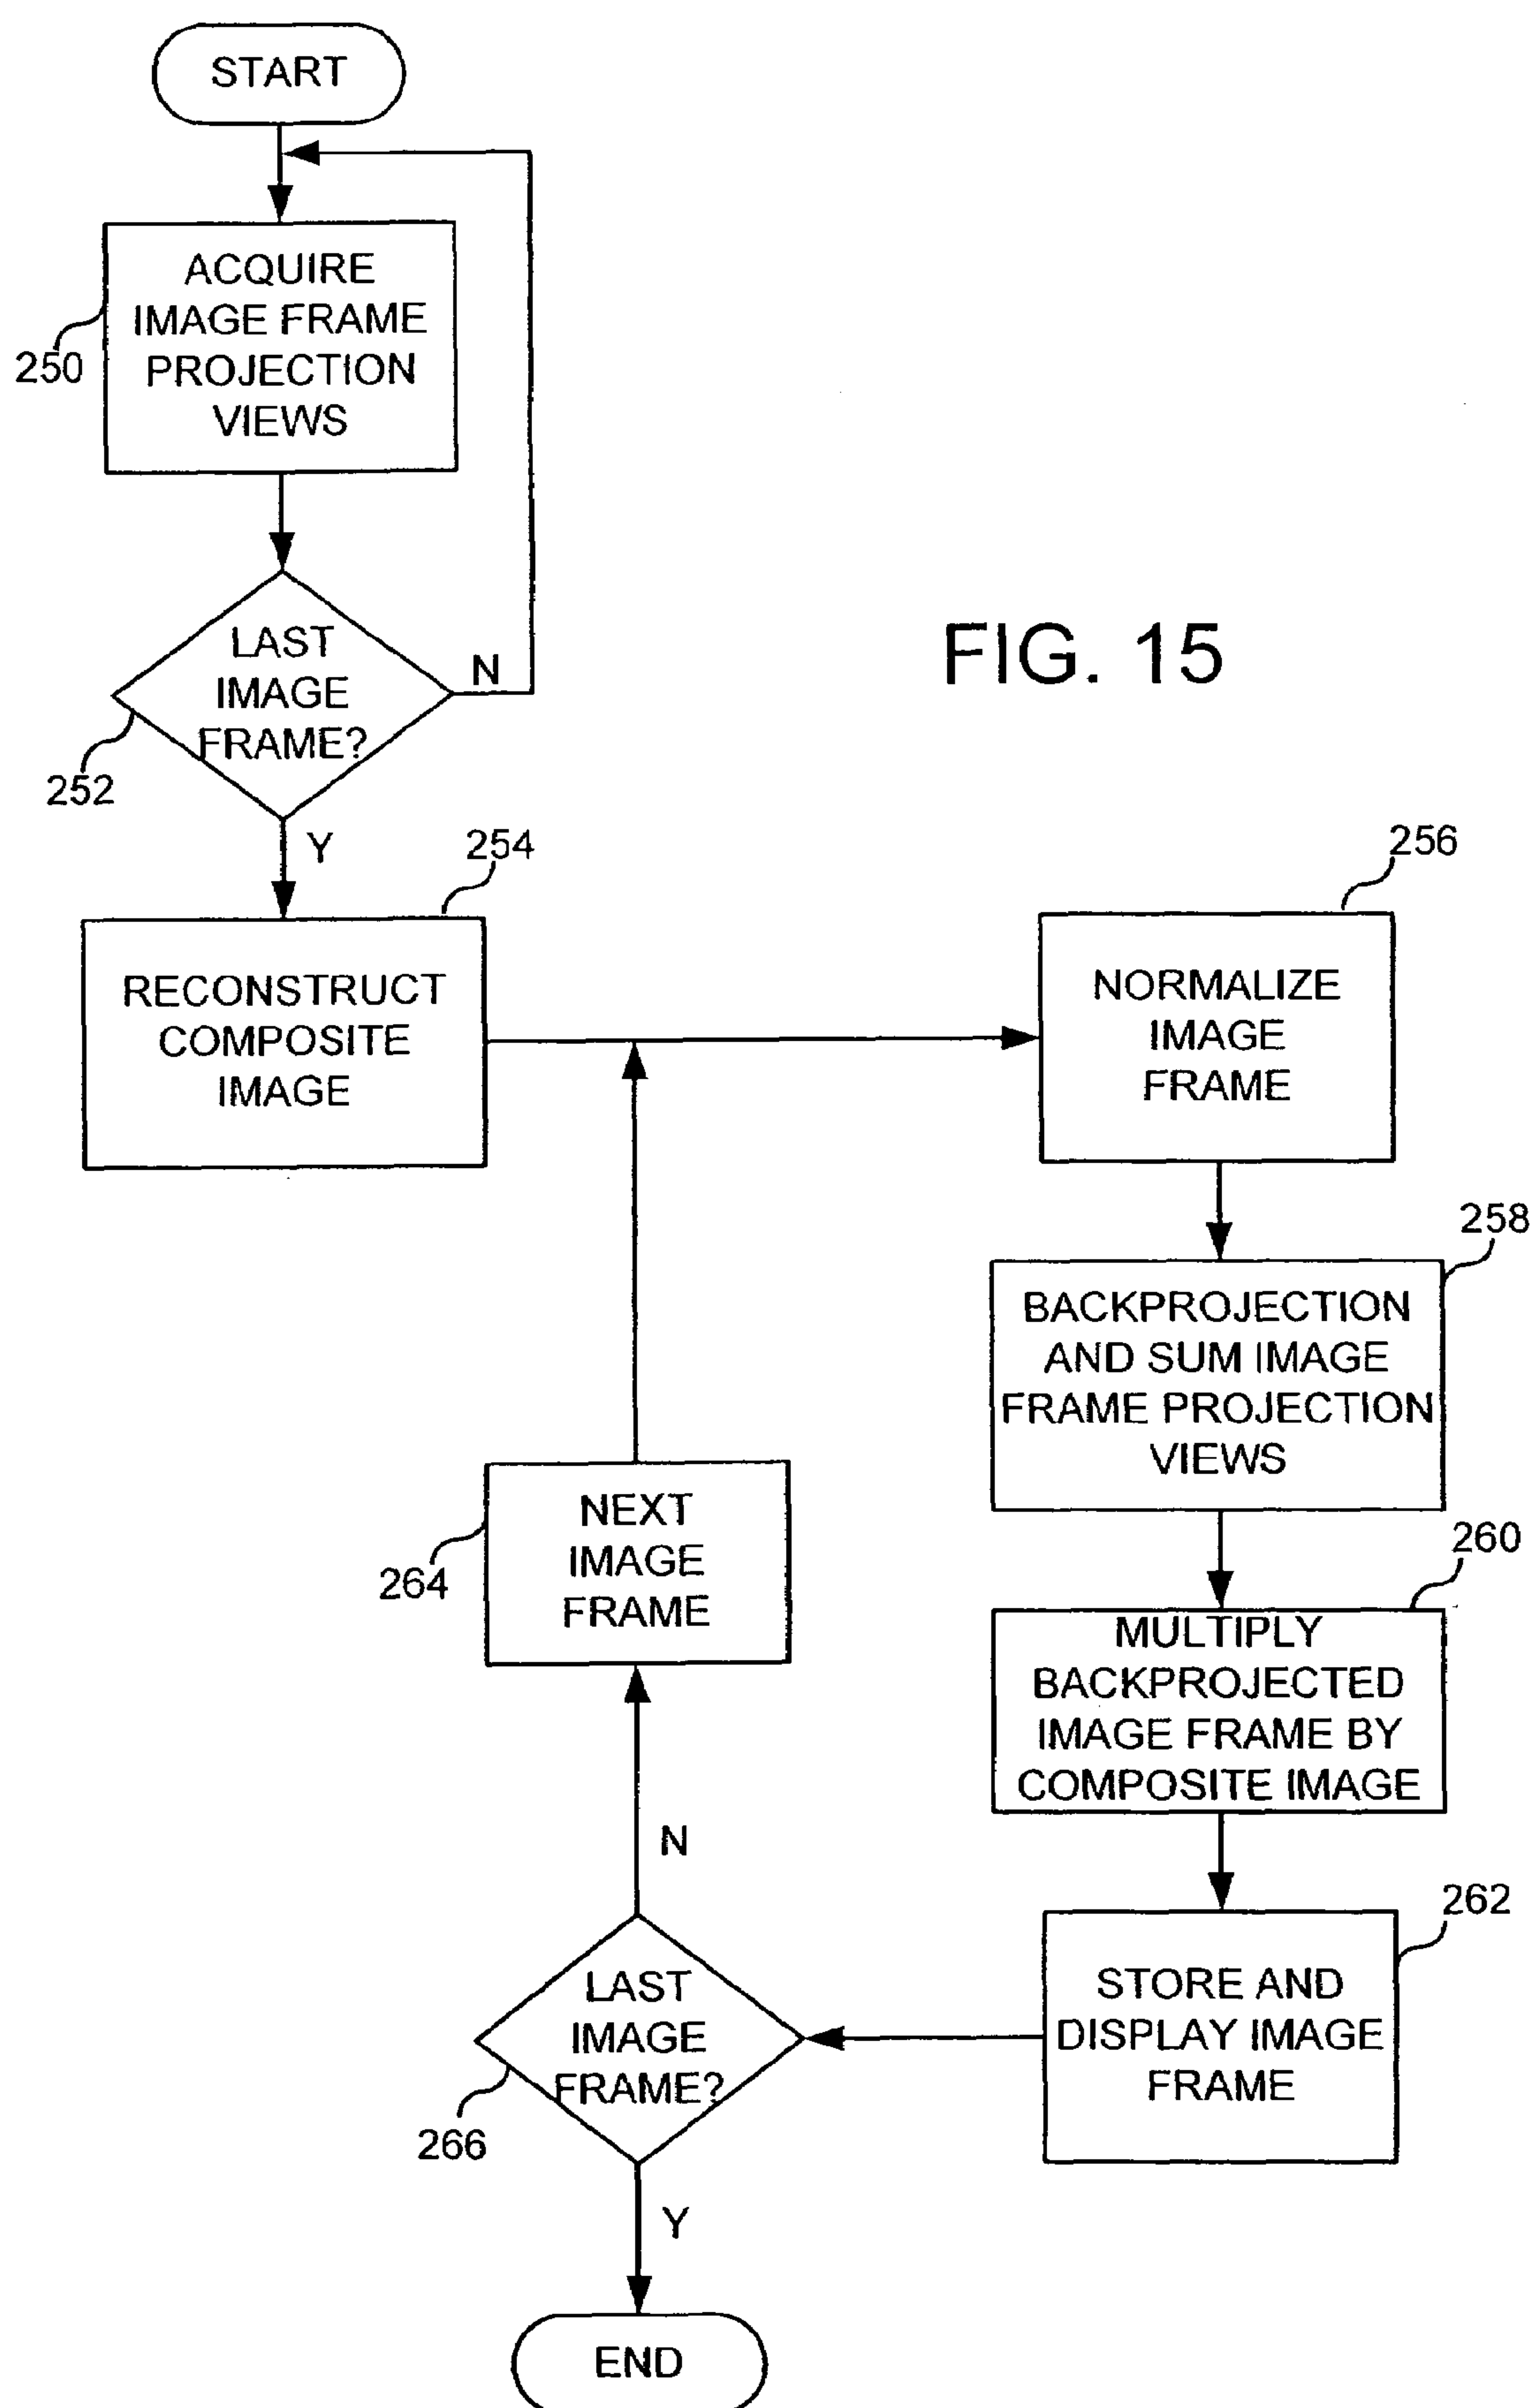 START
ACQUIRE
IMAGE FRAME
PROJECTION
VIEWS
250
LAST
IMAGE
FRAME?
N
252
Y
FIG. 15
254
RECONSTRUCT
COMPOSITE
IMAGE
256
NORMALIZE
IMAGE
FRAME
258
BACKPROJECTION
AND SUM IMAGE
FRAME PROJECTION
VIEWS
260
MULTIPLY
BACKPROJECTED
IMAGE FRAME BY
COMPOSITE IMAGE
262
STORE AND
DISPLAY IMAGE
FRAME
264
NEXT
IMAGE
FRAME
N
LAST
IMAGE
FRAME?
266
Y
END